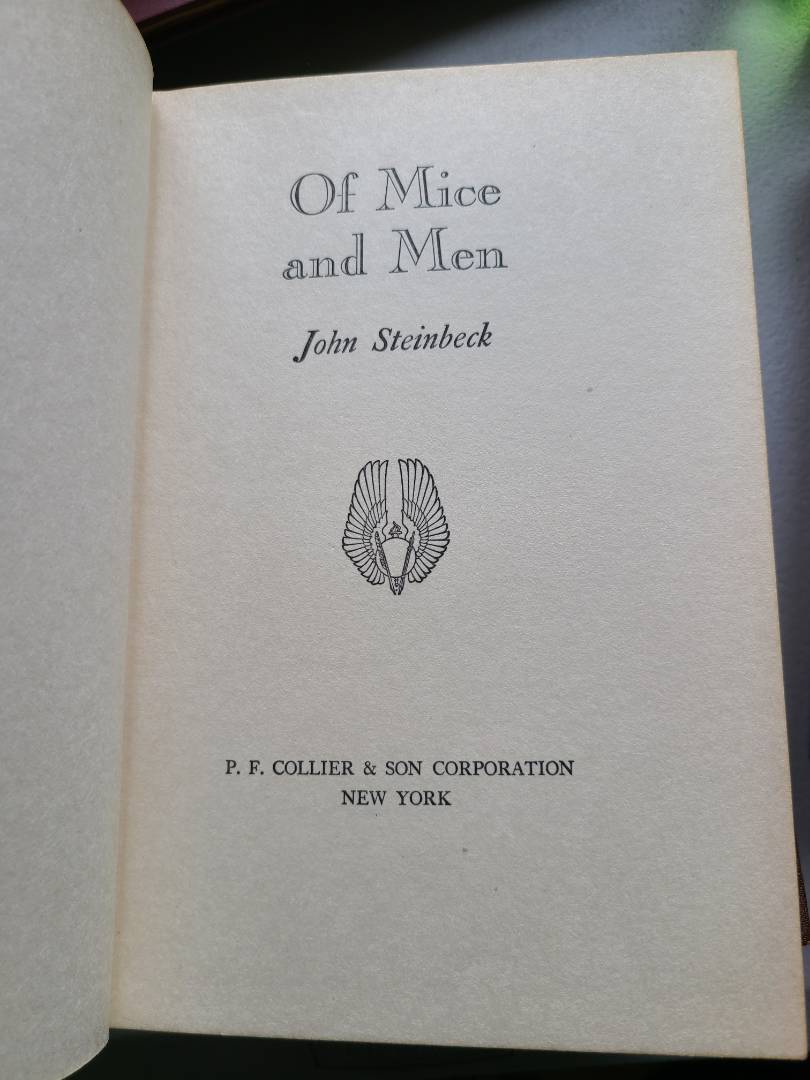 Of Mice
and Men
John Steinbeck
P. F. COLLIER & SON CORPORATION
NEW YORK